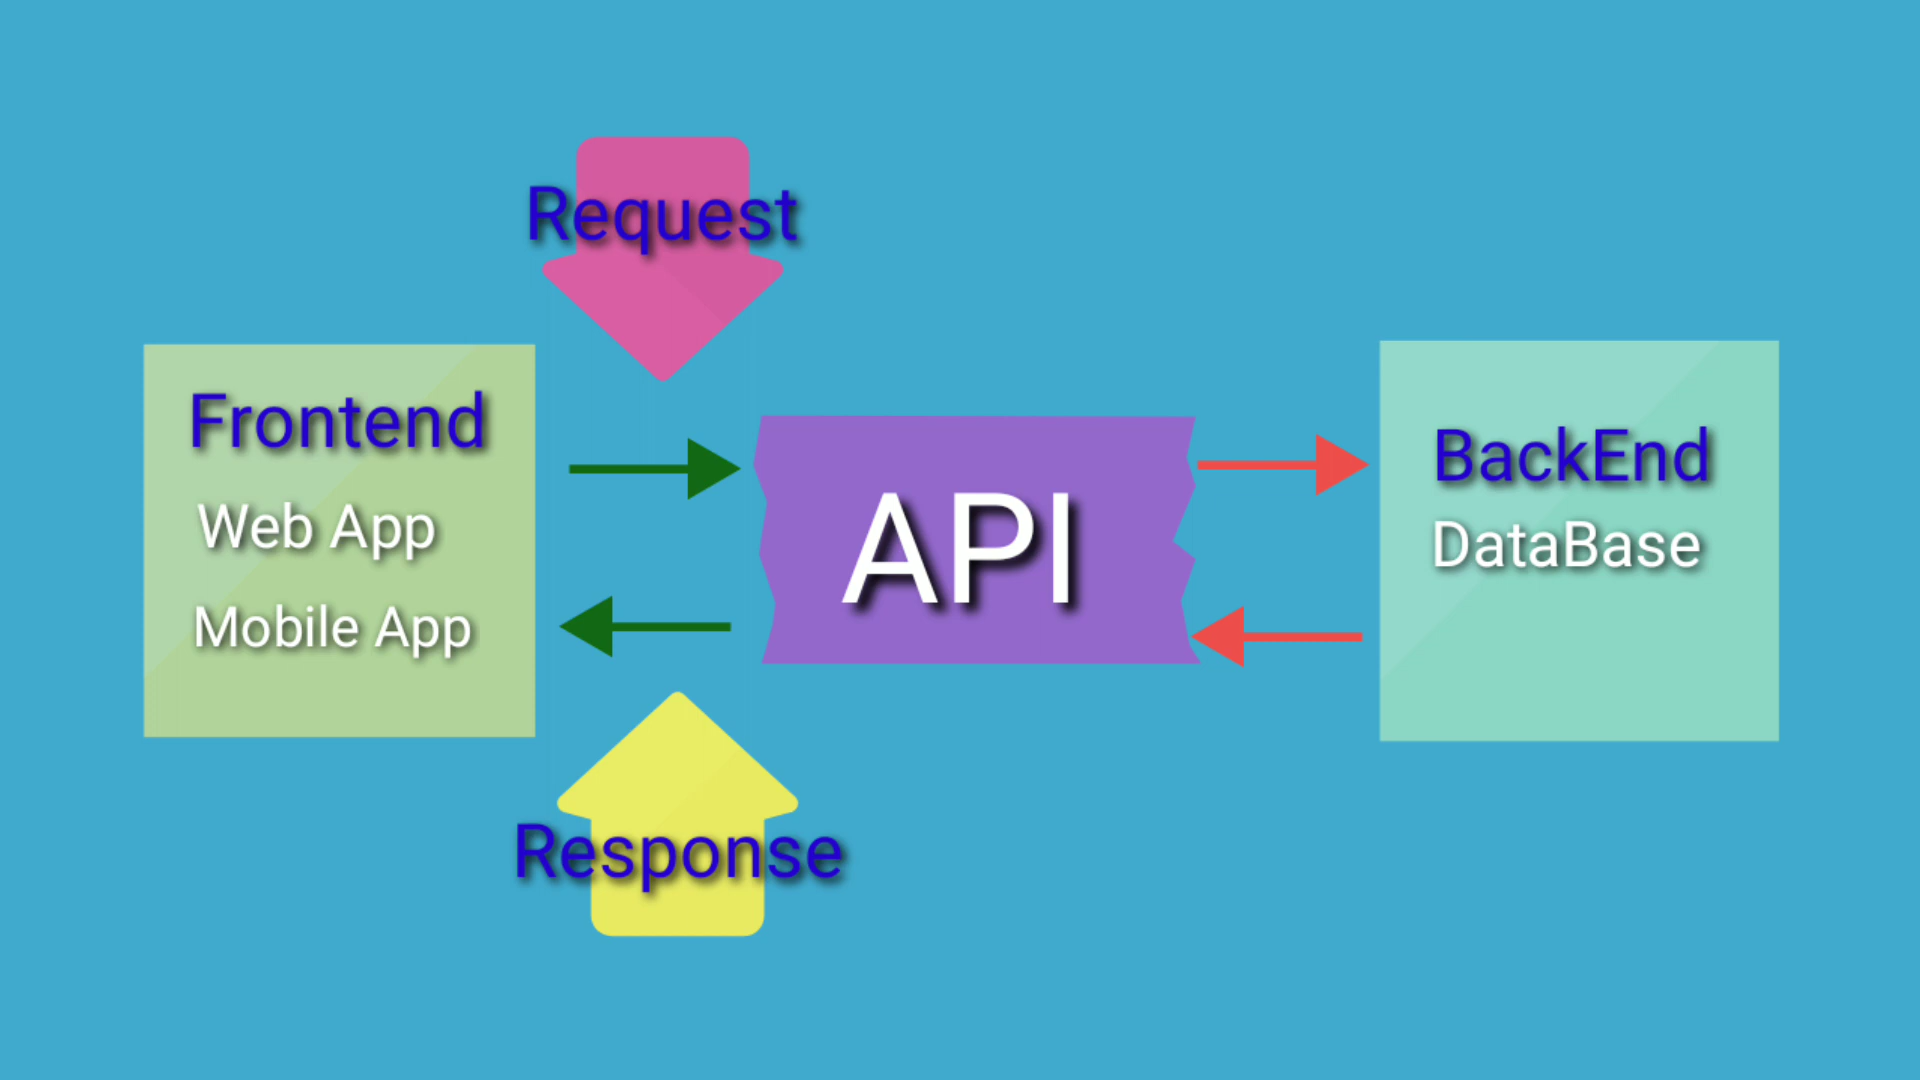 Request
Frontend
Web App
Mobile App
API
BackEnd
DataBase
Response